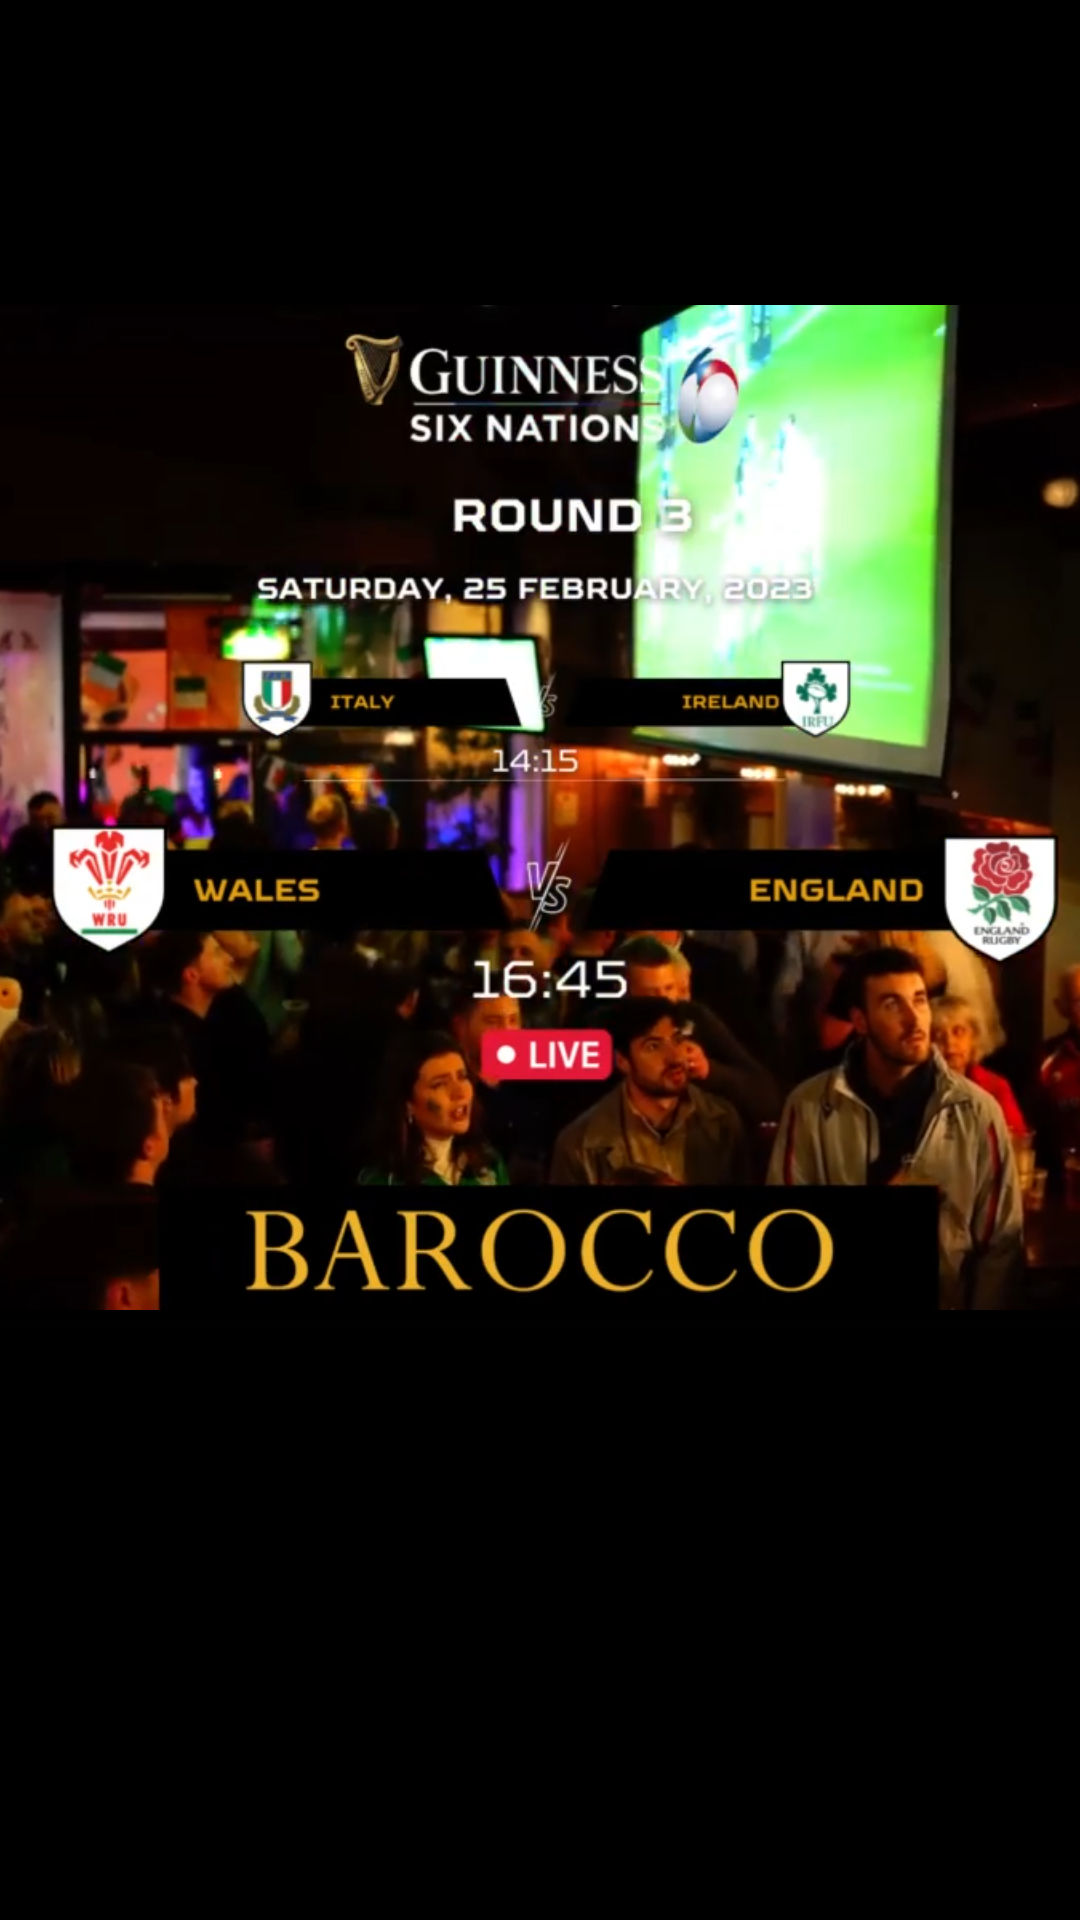 GUINNESS
SIX NATIONS
ROUND 3
SATURDAY, 25 FEBRUARY, 2023
ITALY VS IRELAND
IRFU
14:15
WALES VS ENGLAND
WRU
ENGLAND
RUGBY
16:45
LIVE
BAROCCO